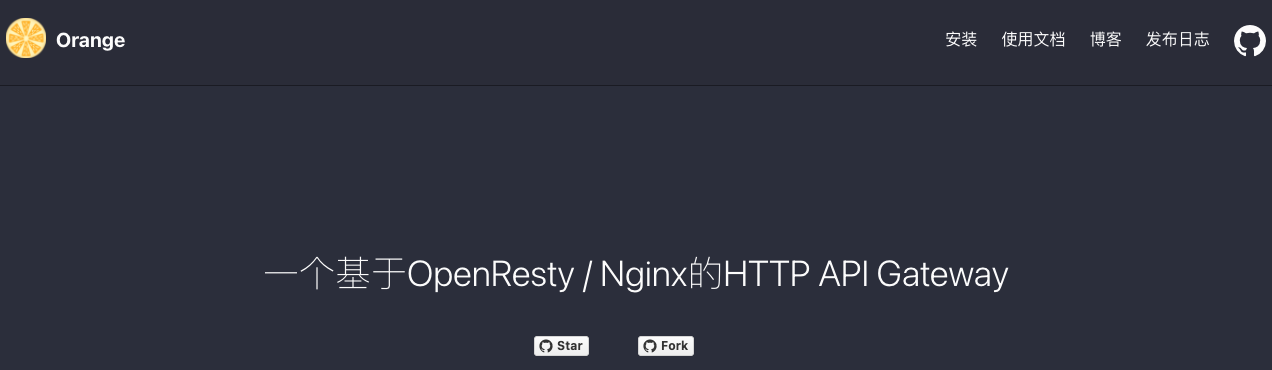 Orange
安装 使用文档 博客 发布日志
一个基于OpenResty / Nginx的HTTP API Gateway
Star Fork